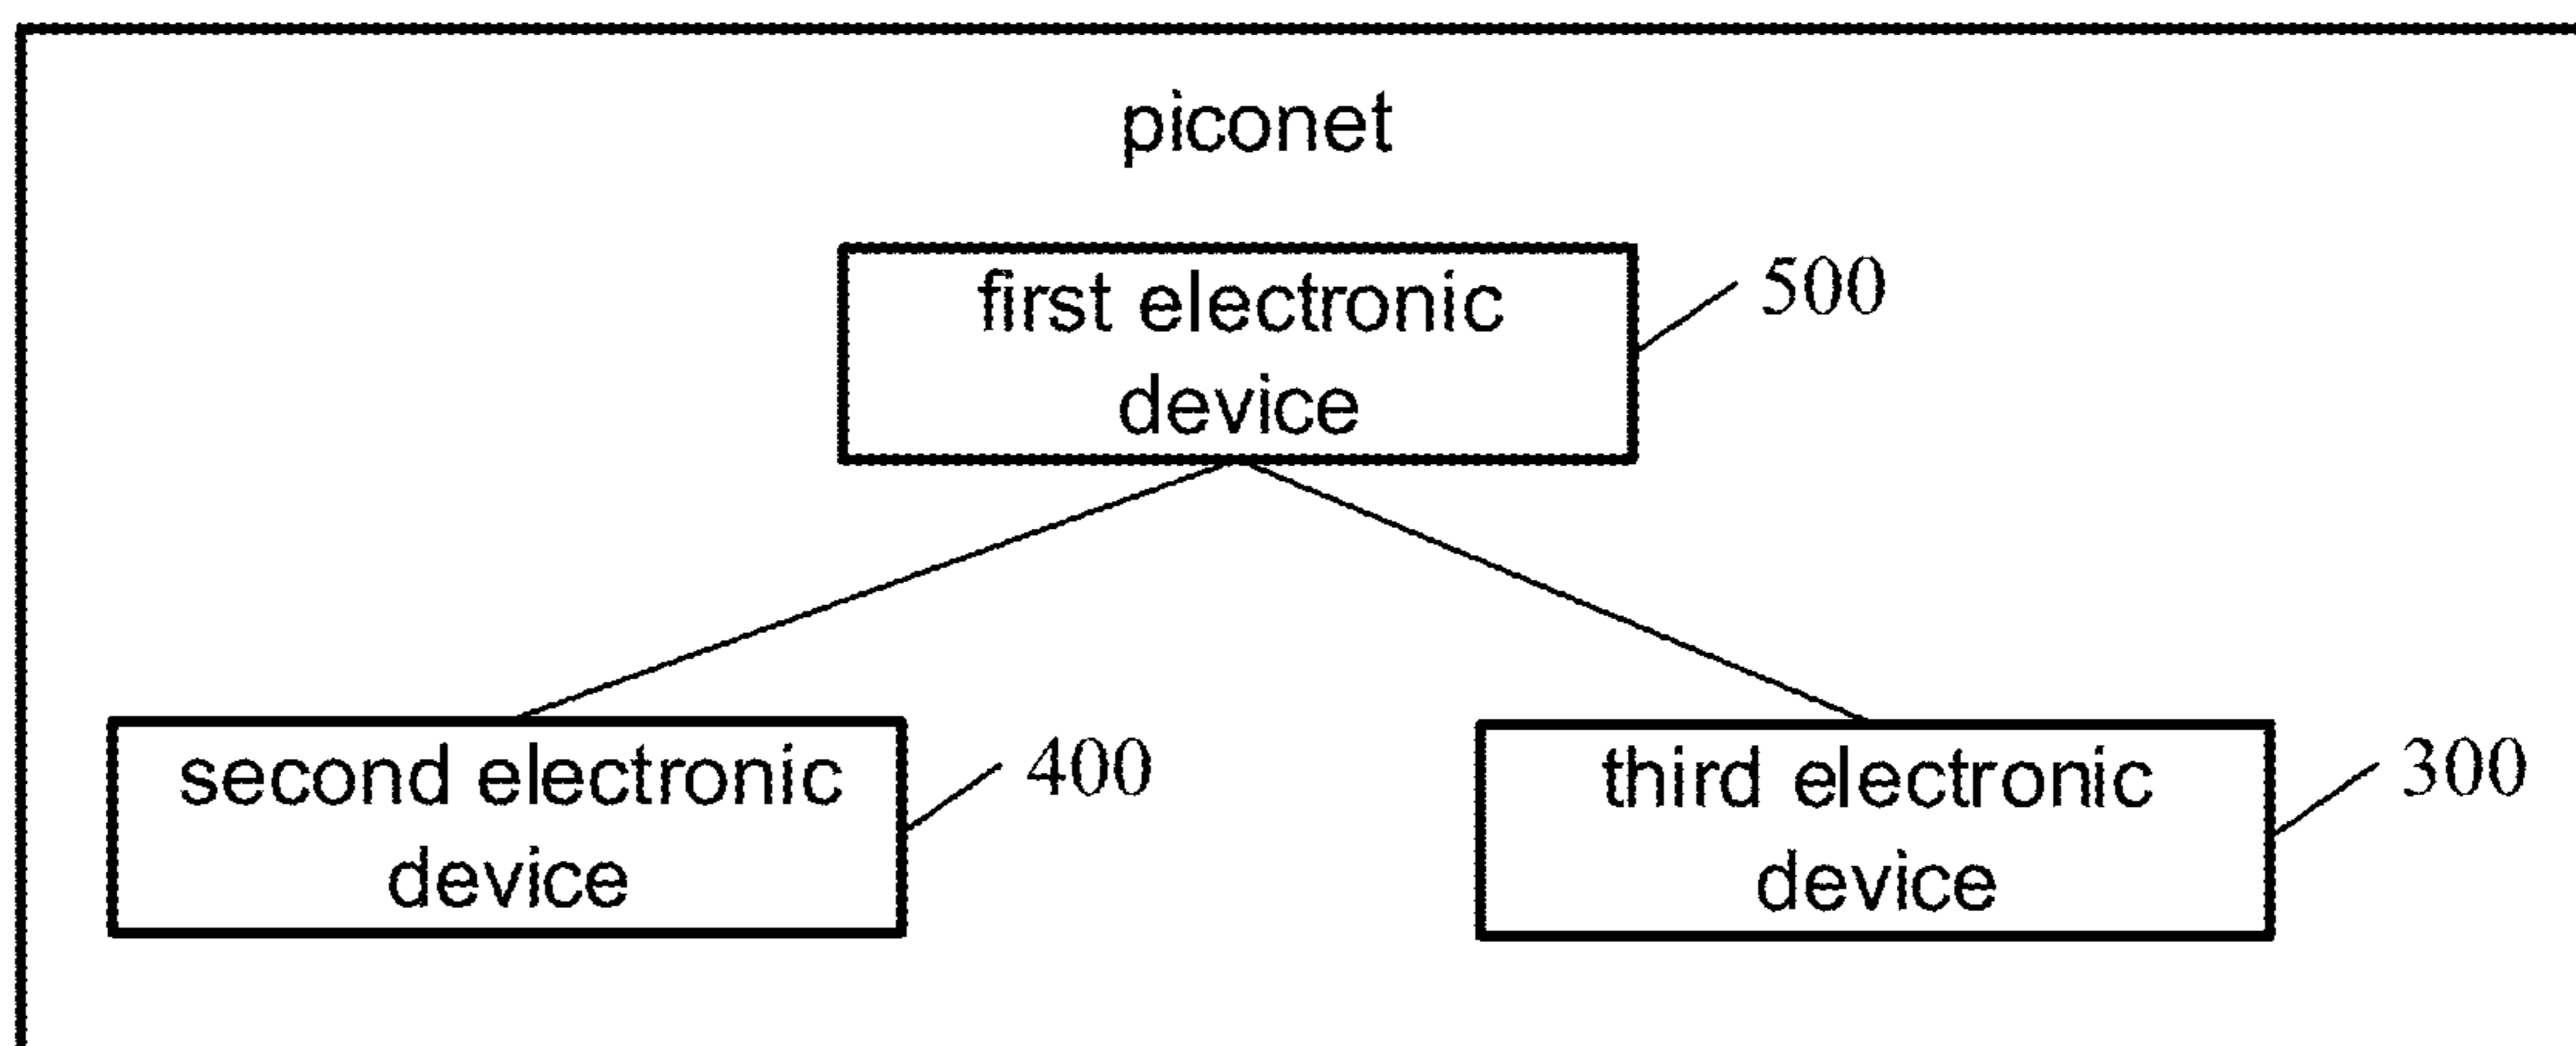 piconet
first electronic
device
500
second electronic
device
400
third electronic
device
300